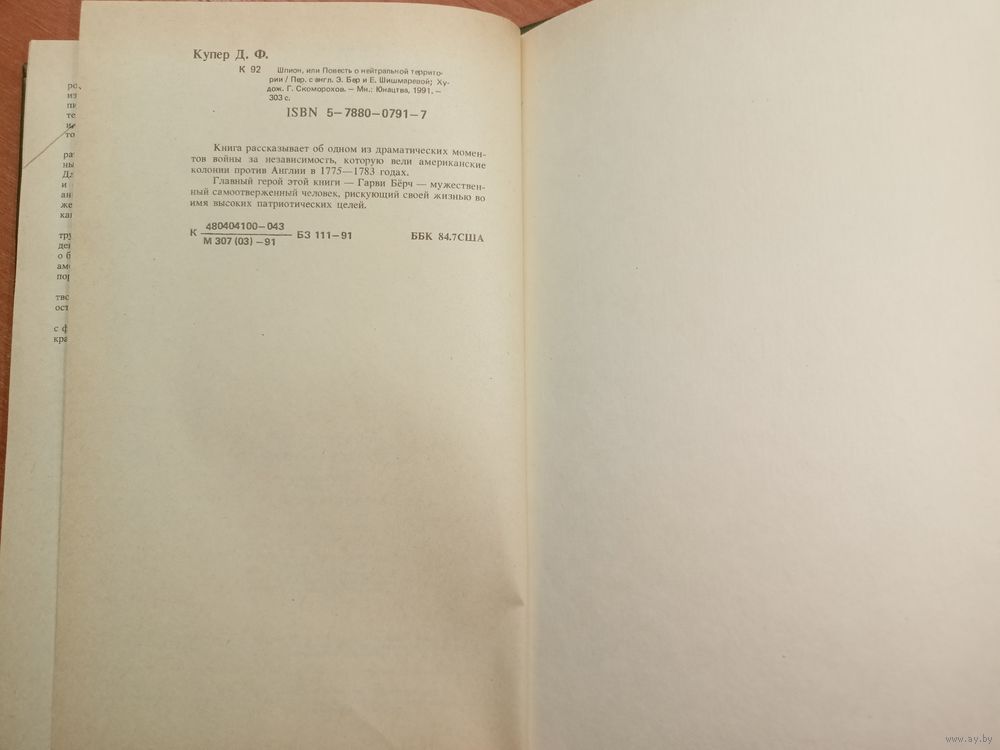 Купер Д. Ф.
К 92 Шпион, или Повесть о нейтральной террито-
рии / Пер. с англ. Э. Бер и Е. Шишмаревой; Ху-
дож. Г. Скоморохов. — Мн.: Юнацтва, 1991. —
303 с.
ISBN 5—7880—0791—7
Книга рассказывает об одном из драматических момен-
тов войны за независимость, которую вели американские
колонии против Англии в 1775—1783 годах.
Главный герой этой книги — Гарви Бёрч — мужествен-
ный самоотверженный человек, рискующий своей жизнью во
имя высоких патриотических целей.
К 480404100—043
М 307 (03) —91
БЗ 111—91
ББК 84.7США
www.ay.by